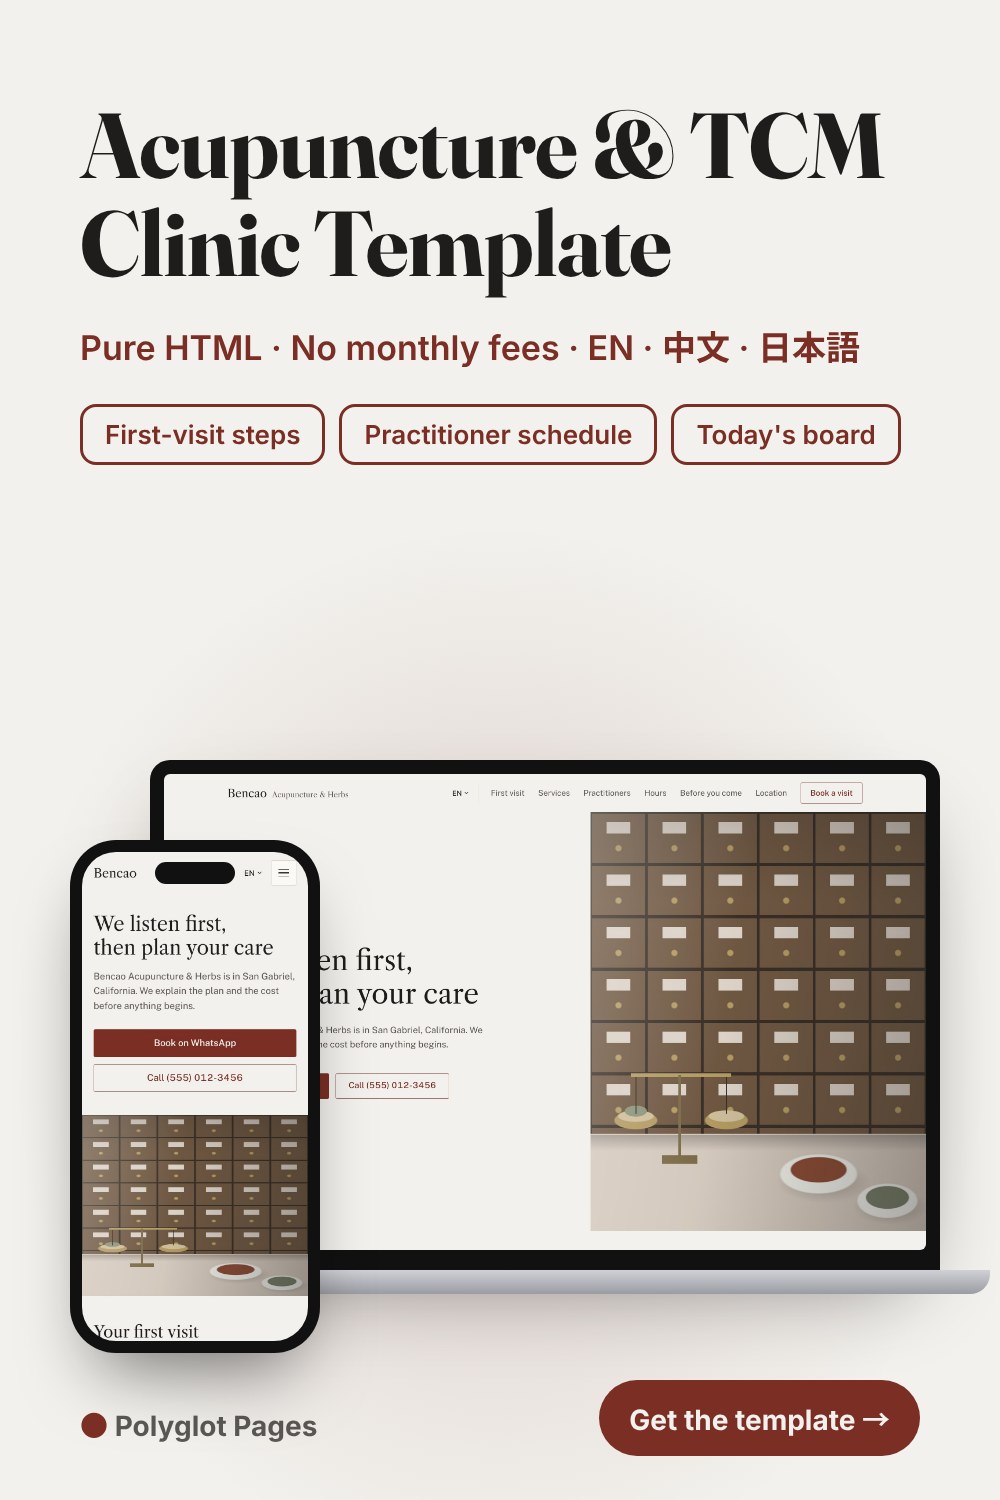 Acupuncture & TCM
Clinic Template
Pure HTML · No monthly fees · EN · 中文 · 日本語
First-visit steps
Practitioner schedule
Today's board
Bencao Acupuncture & Herbs
EN
First visit
Services
Practitioners
Hours
Before you come
Location
Book a visit
en first,
an your care
& Herbs is in San Gabriel, California. We
e cost before anything begins.
Call (555) 012-3456
Bencao
EN
We listen first,
then plan your care
Bencao Acupuncture & Herbs is in San Gabriel,
California. We explain the plan and the cost
before anything begins.
Book on WhatsApp
Call (555) 012-3456
Your first visit
Polyglot Pages
Get the template →